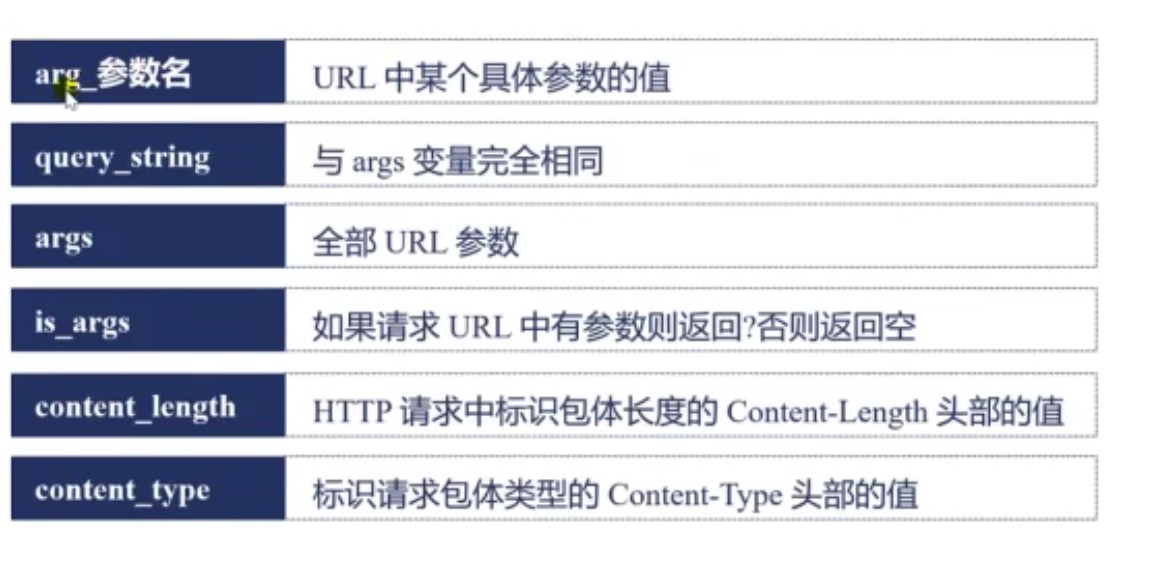 arg_参数名 URL 中某个具体参数的值
query_string 与 args 变量完全相同
args 全部 URL 参数
is_args 如果请求 URL 中有参数则返回?否则返回空
content_length HTTP 请求中标识包体长度的 Content-Length 头部的值
content_type 标识请求包体类型的 Content-Type 头部的值